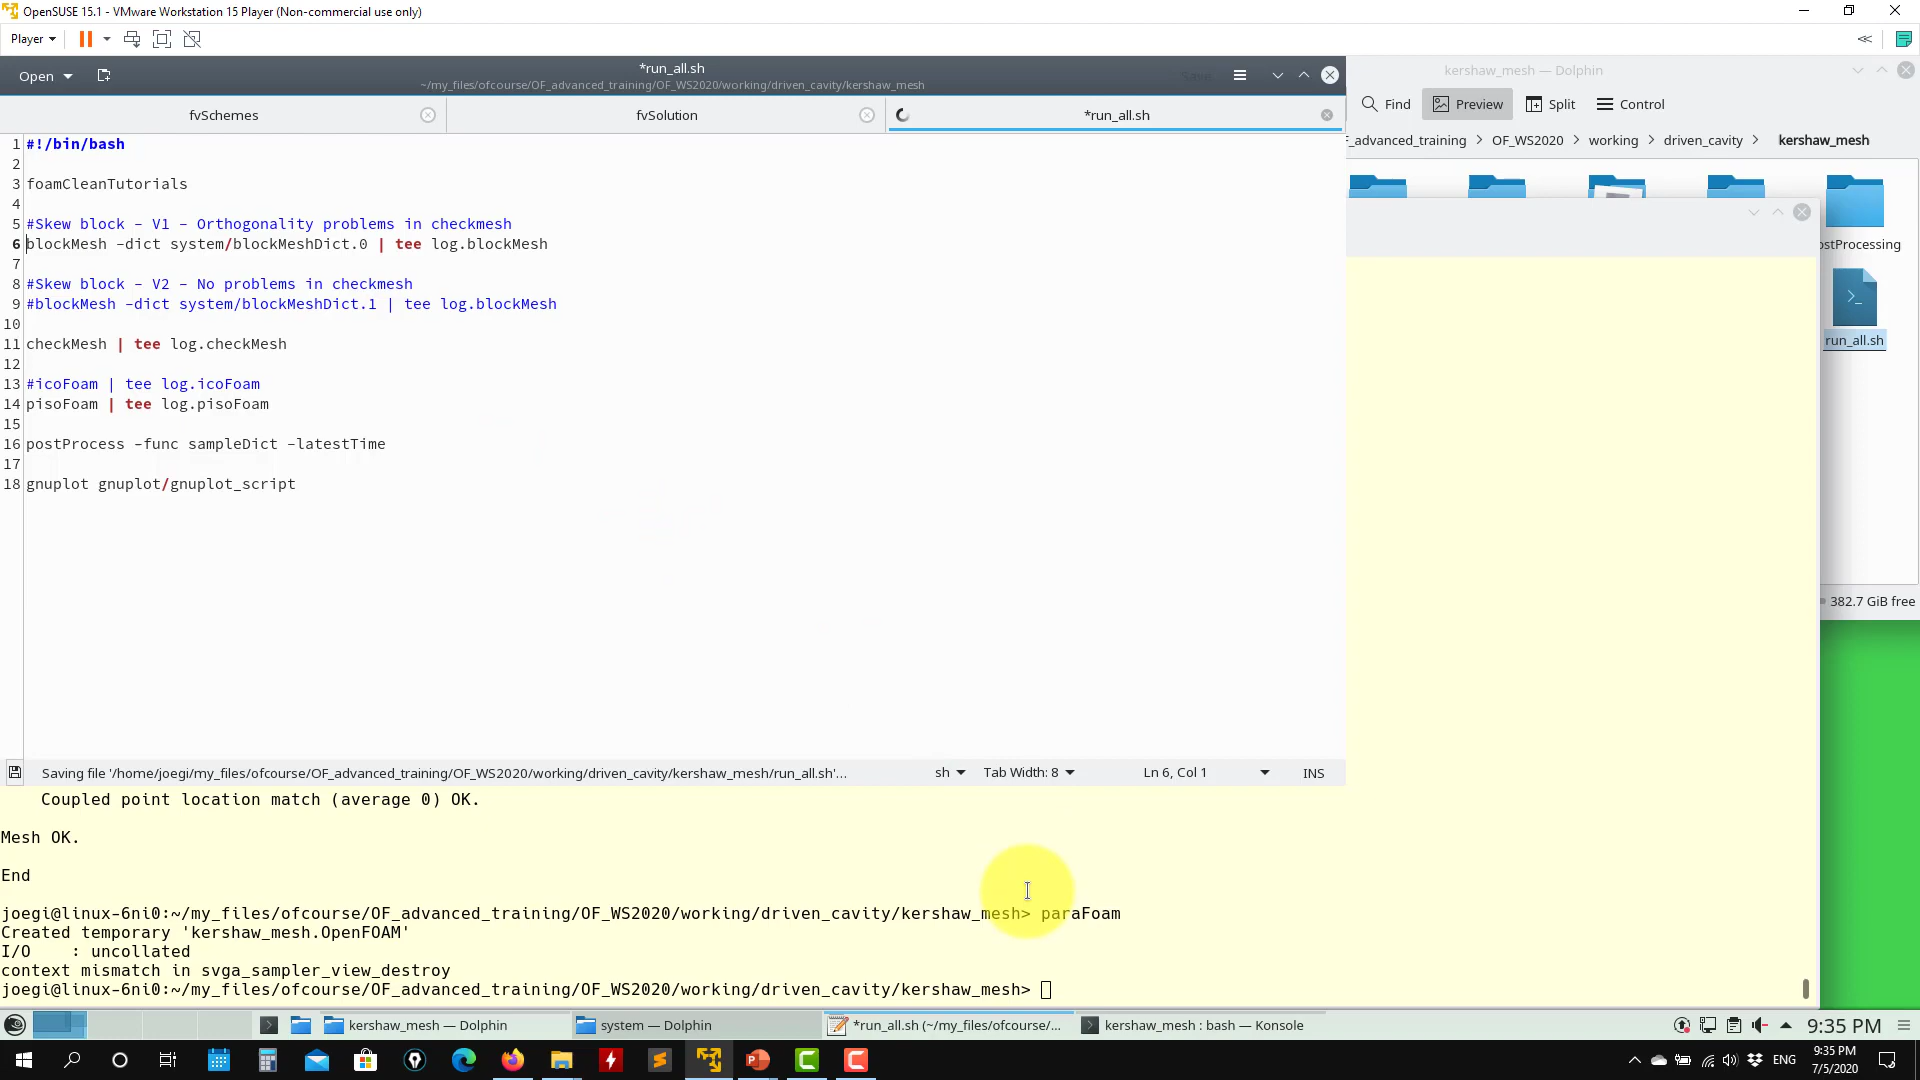 OpenSUSE 15.1 - VMware Workstation 15 Player (Non-commercial use only)
Player
Open
*run_all.sh
~/my_files/ofcourse/OF_advanced_training/OF_WS2020/working/driven_cavity/kershaw_mesh
Save
kershaw_mesh — Dolphin
fvSchemes
fvSolution
*run_all.sh
Find
Preview
Split
Control
F_advanced_training > OF_WS2020 > working > driven_cavity > kershaw_mesh
1 #!/bin/bash
2
3 foamCleanTutorials
4
5 #Skew block – V1 – Orthogonality problems in checkmesh
6 blockMesh –dict system/blockMeshDict.0 | tee log.blockMesh
7
8 #Skew block – V2 – No problems in checkmesh
9 #blockMesh –dict system/blockMeshDict.1 | tee log.blockMesh
10
11 checkMesh | tee log.checkMesh
12
13 #icoFoam | tee log.icoFoam
14 pisoFoam | tee log.pisoFoam
15
16 postProcess –func sampleDict –latestTime
17
18 gnuplot gnuplot/gnuplot_script
ostProcessing
run_all.sh
382.7 GiB free
Saving file '/home/joegi/my_files/ofcourse/OF_advanced_training/OF_WS2020/working/driven_cavity/kershaw_mesh/run_all.sh'…
sh
Tab Width: 8
Ln 6, Col 1
INS
Coupled point location match (average 0) OK.
Mesh OK.
End
joegi@linux-6ni0:~/my_files/ofcourse/OF_advanced_training/OF_WS2020/working/driven_cavity/kershaw_mesh> paraFoam
Created temporary 'kershaw_mesh.OpenFOAM'
I/O    : uncollated
context mismatch in svga_sampler_view_destroy
joegi@linux-6ni0:~/my_files/ofcourse/OF_advanced_training/OF_WS2020/working/driven_cavity/kershaw_mesh>
kershaw_mesh — Dolphin
system — Dolphin
*run_all.sh (~/my_files/ofcourse/...
kershaw_mesh : bash — Konsole
9:35 PM
ENG
9:35 PM
7/5/2020